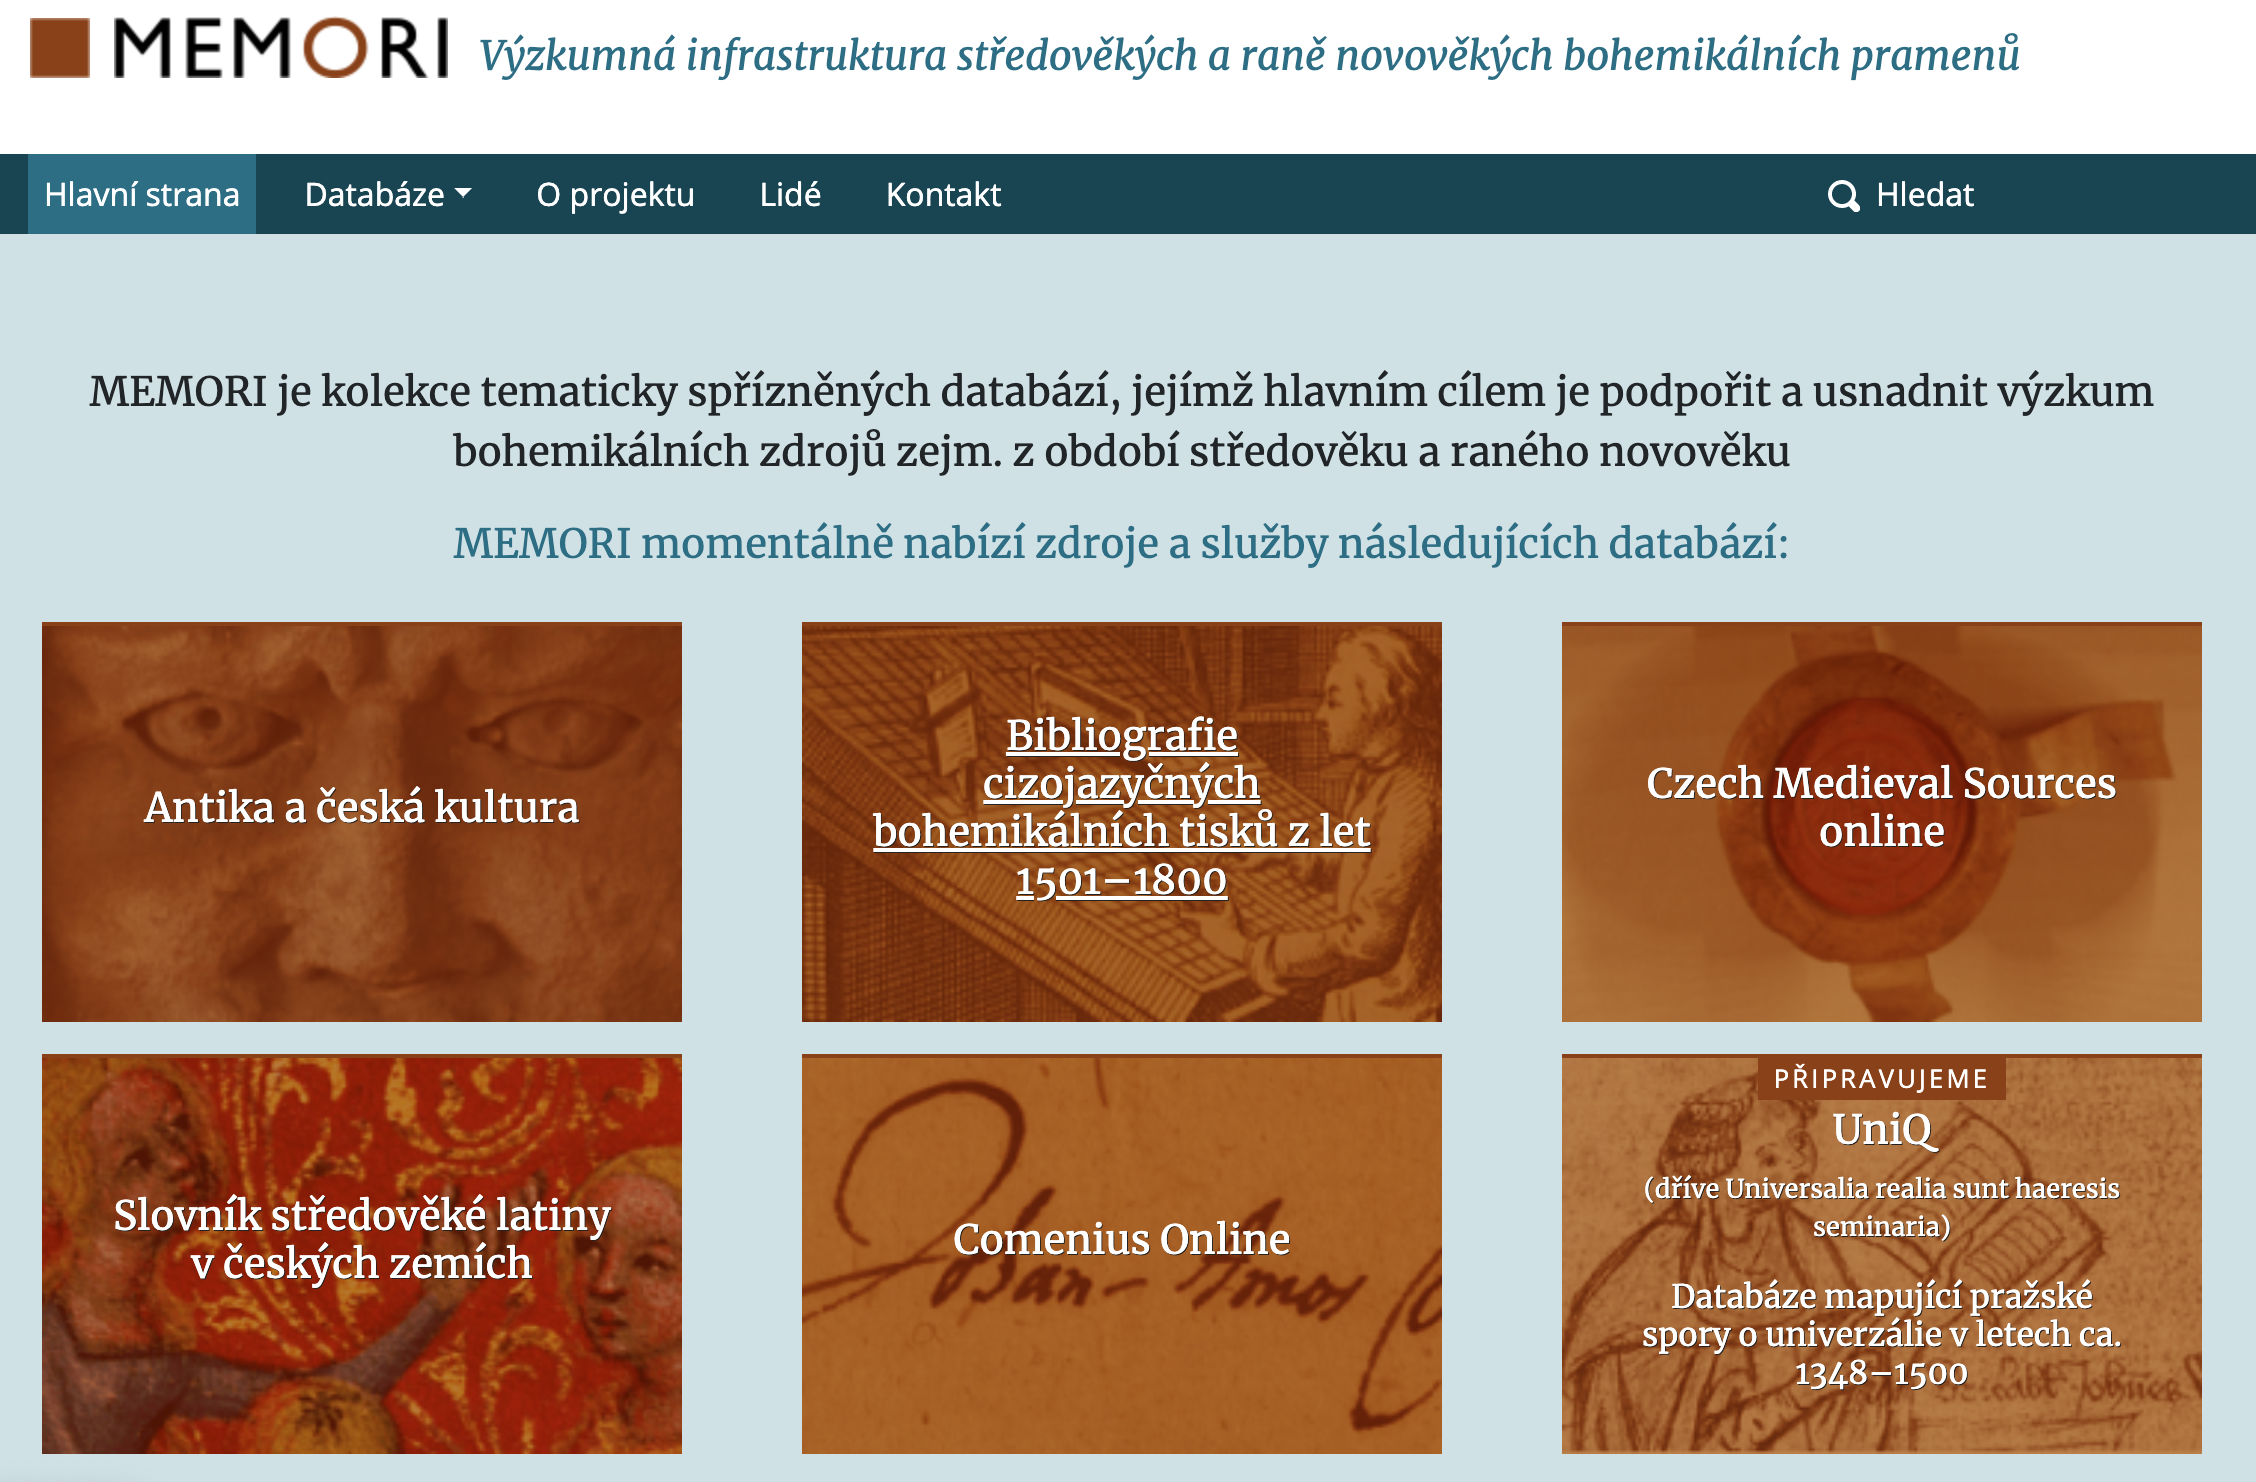 MEMORI
Výzkumná infrastruktura středověkých a raně novověkých bohemikálních pramenů
Hlavní strana
Databáze
O projektu
Lidé
Kontakt
Hledat
MEMORI je kolekce tematicky spřízněných databází, jejímž hlavním cílem je podpořit a usnadnit výzkum
bohemikálních zdrojů zejm. z období středověku a raného novověku
MEMORI momentálně nabízí zdroje a služby následujících databází:
Antika a česká kultura
Bibliografie
cizojazyčných
bohemikálních tisků z let
1501–1800
Czech Medieval Sources
online
Slovník středověké latiny
v českých zemích
Comenius Online
PŘIPRAVUJEME
UniQ
(dříve Universalia realia sunt haeresis
seminaria)
Databáze mapující pražské
spory o univerzálie v letech ca.
1348–1500